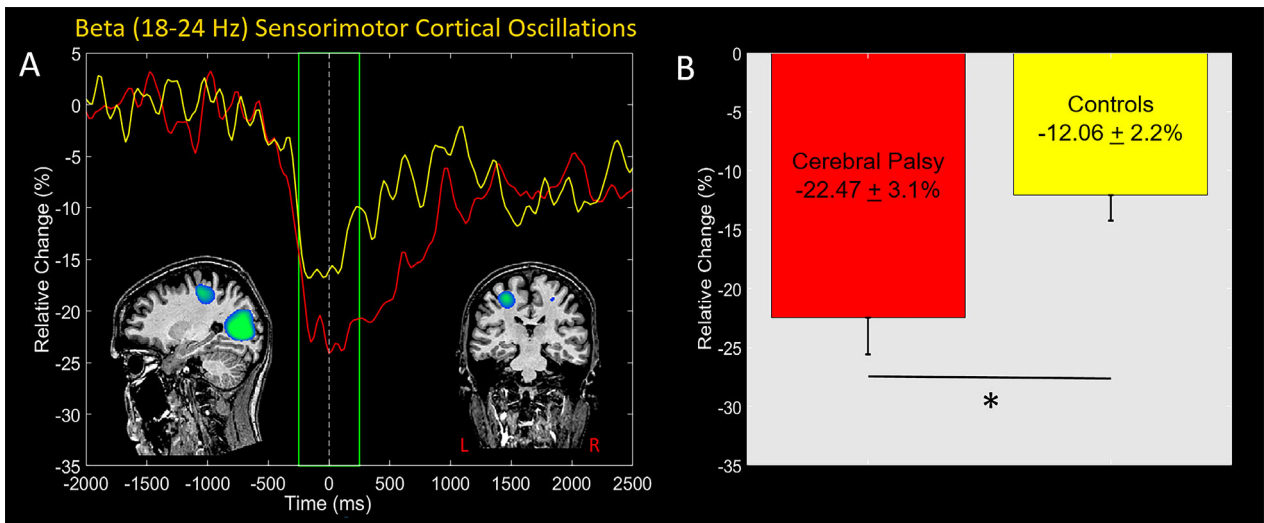 Beta (18-24 Hz) Sensorimotor Cortical Oscillations
A
Relative Change (%)
5
0
-5
-10
-15
-20
-25
-30
-35
L
R
-2000
-1500
-1000
-500
0
500
1000
1500
2000
2500
Time (ms)
B
Relative Change (%)
0
-5
-10
-15
-20
-25
-30
-35
Cerebral Palsy
-22.47 ± 3.1%
Controls
-12.06 ± 2.2%
*